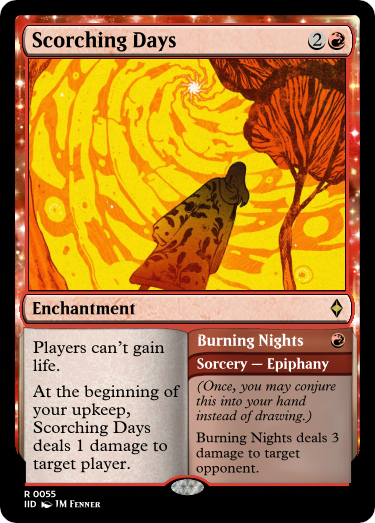 Scorching Days 2
Enchantment
Players can't gain
life.
At the beginning of
your upkeep,
Scorching Days
deals 1 damage to
target player.
Burning Nights
Sorcery — Epiphany
(Once, you may conjure
this into your hand
instead of drawing.)
Burning Nights deals 3
damage to target
opponent.
R 0055
IID JM Fenner